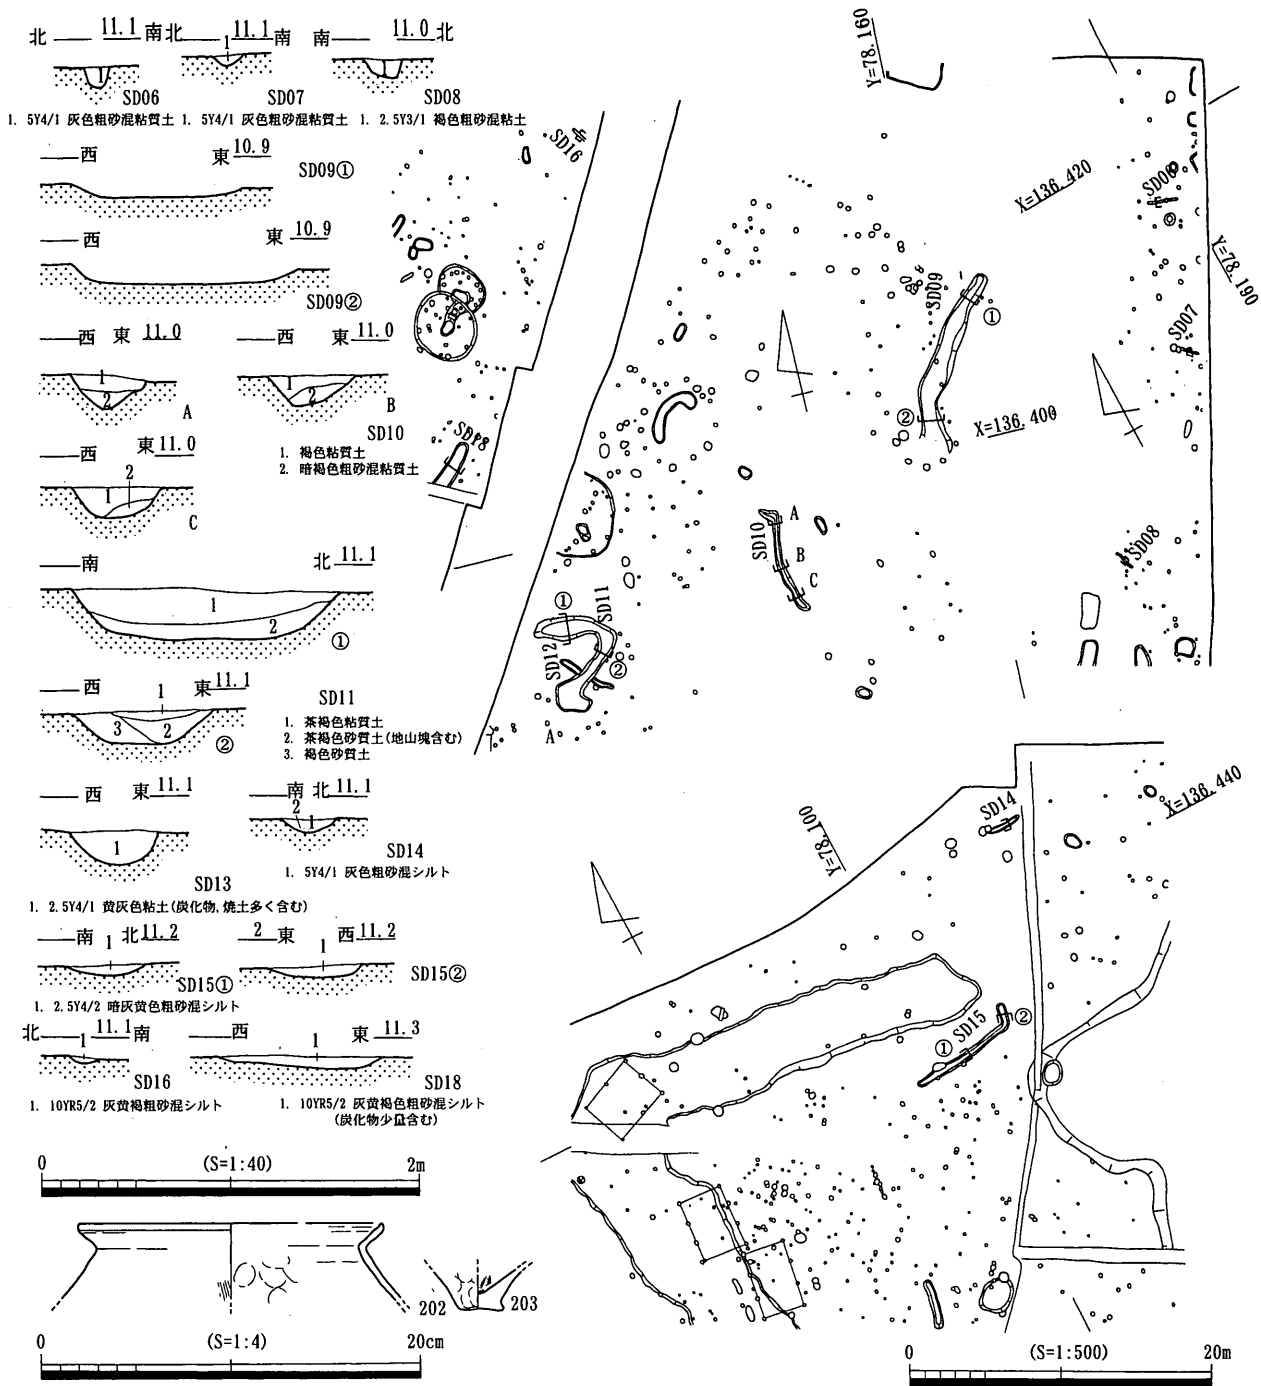 北 11.1 南
北 11.1 南
南 11.0 北
1
1
1
SD06
SD07
SD08
1. 5Y4/1 灰色粗砂混粘質土
1. 5Y4/1 灰色粗砂混粘質土
1. 2.5Y3/1 褐色粗砂混粘土
西 東 10.9
SD09①
西 東 10.9
SD09②
西 東 11.0
1
2
A
西 東 11.0
1
2
B
SD10
西 東 11.0
2
1
C
1. 褐色粘質土
2. 暗褐色粗砂混粘質土
南 北 11.1
1
2
①
西 1 東 11.1
3 2
②
SD11
1. 茶褐色粘質土
2. 茶褐色砂質土(地山塊含む)
3. 褐色砂質土
西 東 11.1
1
SD13
南 北 11.1
2
1
SD14
1. 5Y4/1 灰色粗砂混シルト
1. 2.5Y4/1 黄灰色粘土(炭化物,焼土多く含む)
南 1 北 11.2
SD15①
2 東 1 西 11.2
SD15②
1. 2.5Y4/2 暗灰黄色粗砂混シルト
北 1 11.1 南
SD16
西 1 東 11.3
SD18
1. 10YR5/2 灰黄褐粗砂混シルト
1. 10YR5/2 灰黄褐色粗砂混シルト
(炭化物少量含む)
0 (S=1:40) 2m
202
203
0 (S=1:4) 20cm
Y=78.160
SD16
X=136.420
SD06
Y=78.190
SD09
①
SD07
②
X=136.400
SD18
A
SD10
B
C
SD08
①
SD11
SD12
②
A
Y=78.100
SD14
X=136.440
SD15
②
①
0 (S=1:500) 20m